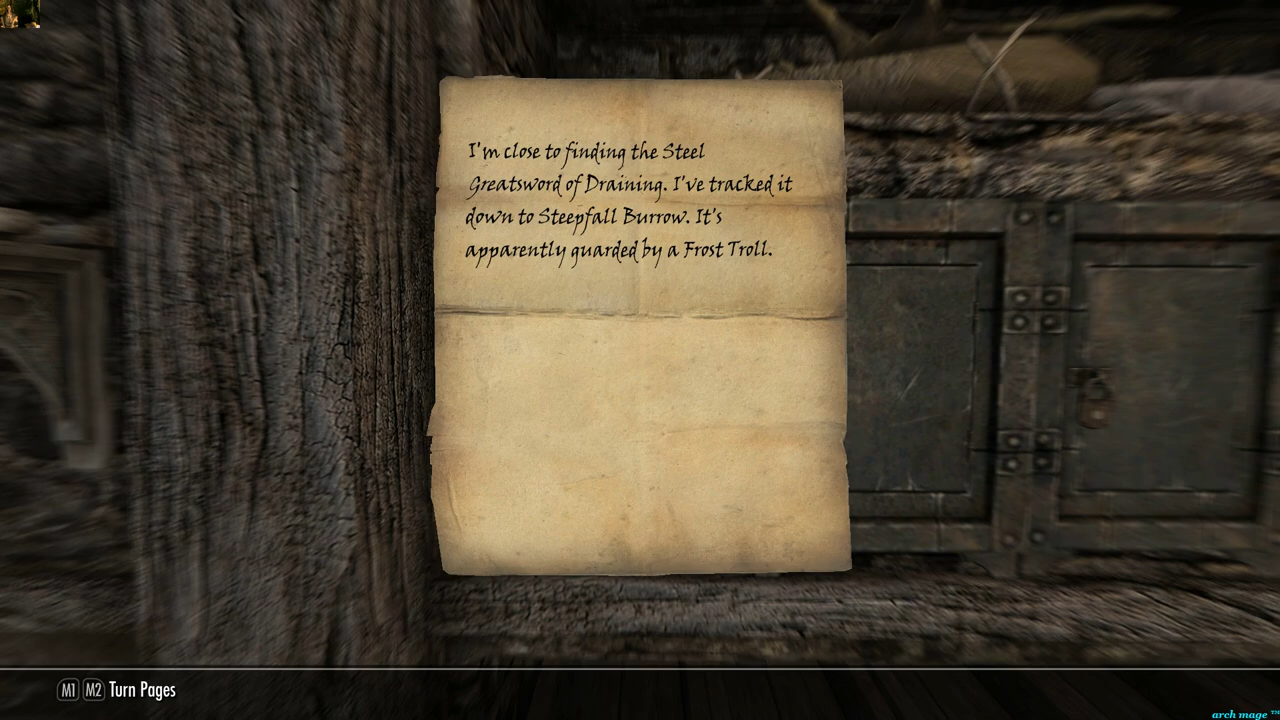 I'm close to finding the Steel
Greatsword of Draining. I've tracked it
down to Steepfall Burrow. It's
apparently guarded by a Frost Troll.
M1 M2 Turn Pages
arch mage ™